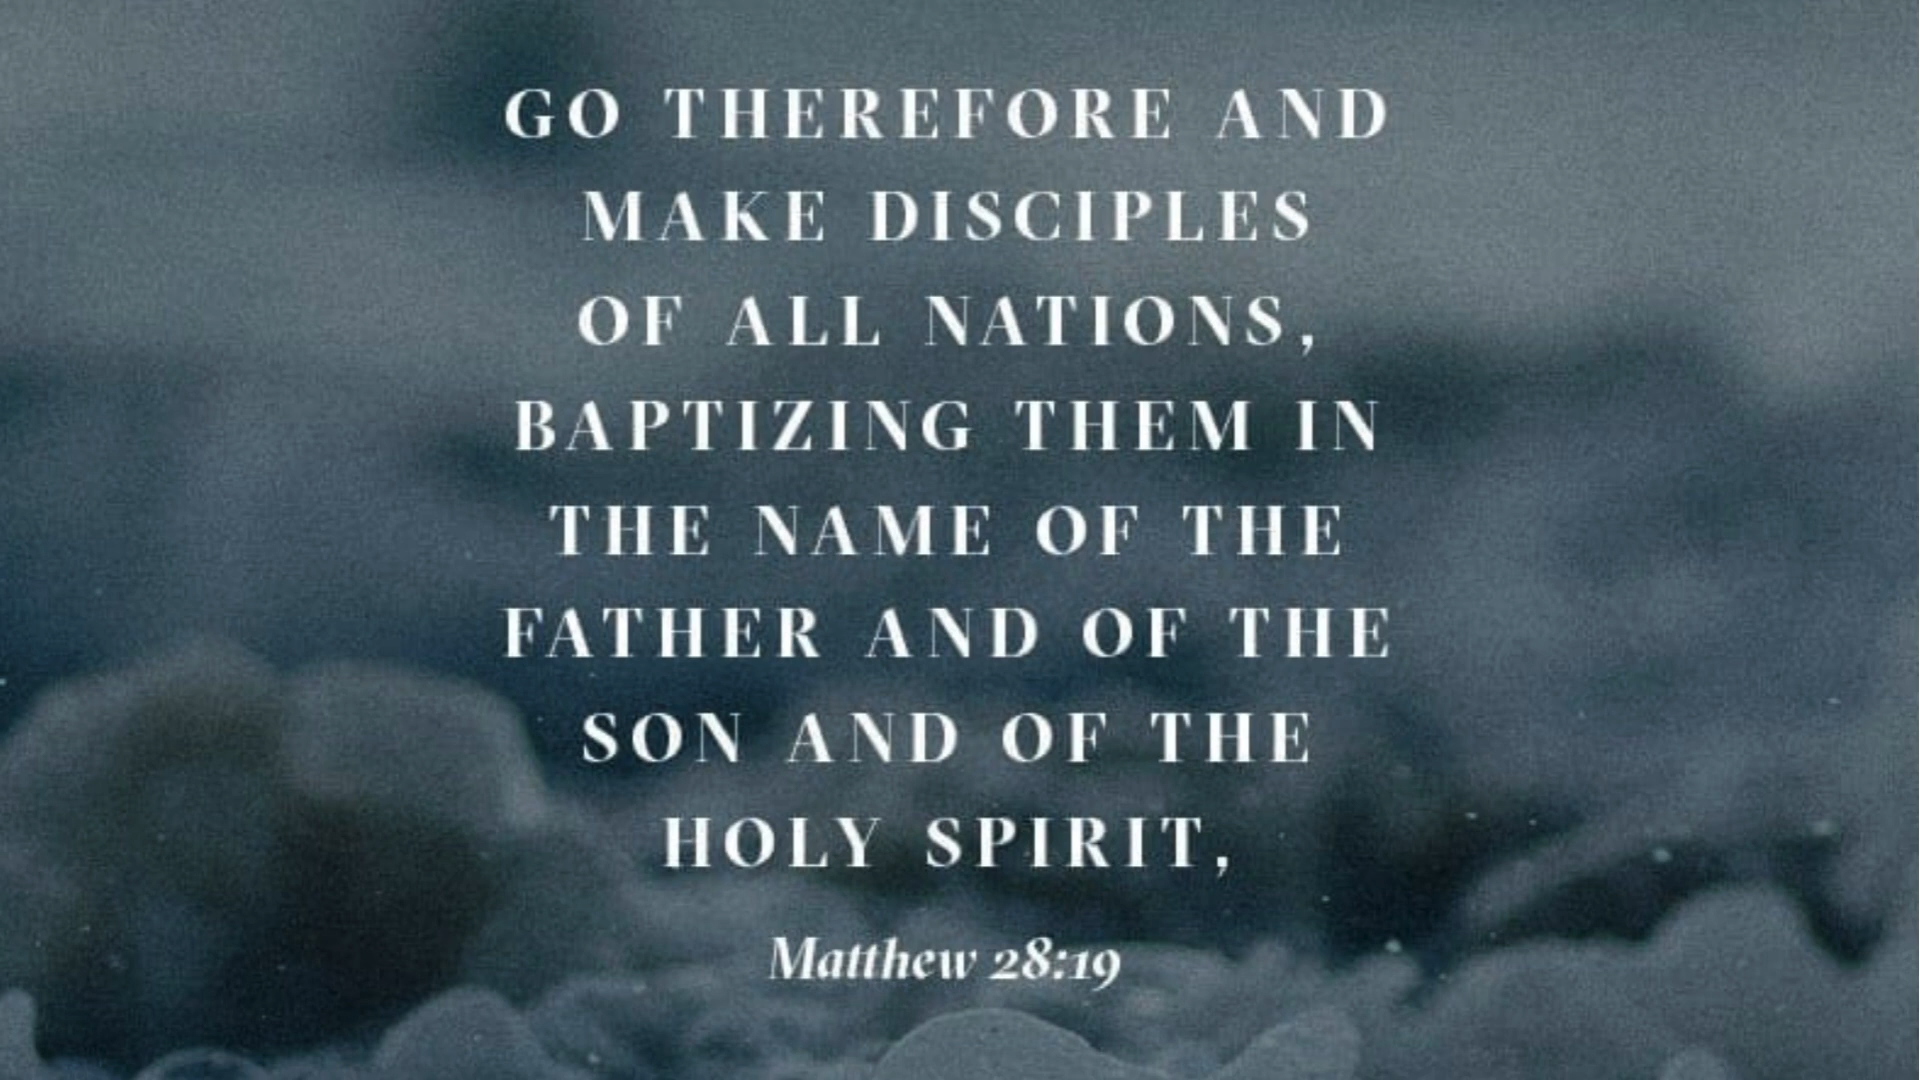 GO THEREFORE AND
MAKE DISCIPLES
OF ALL NATIONS,
BAPTIZING THEM IN
THE NAME OF THE
FATHER AND OF THE
SON AND OF THE
HOLY SPIRIT,
Matthew 28:19